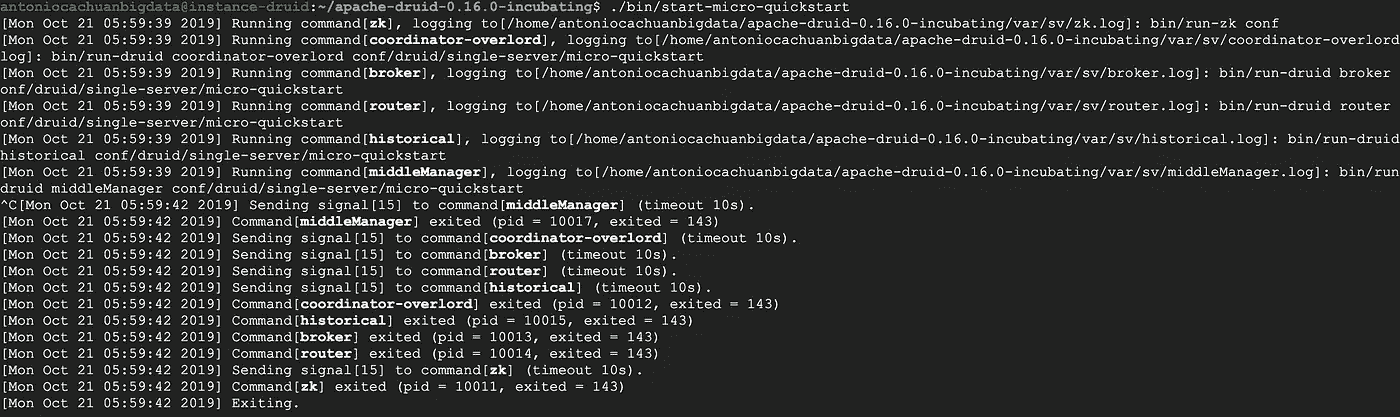 antoniocachuanbigdata@instance-druid:~/apache-druid-0.16.0-incubating$ ./bin/start-micro-quickstart
[Mon Oct 21 05:59:39 2019] Running command[zk], logging to[/home/antoniocachuanbigdata/apache-druid-0.16.0-incubating/var/sv/zk.log]: bin/run-zk conf
[Mon Oct 21 05:59:39 2019] Running command[coordinator-overlord], logging to[/home/antoniocachuanbigdata/apache-druid-0.16.0-incubating/var/sv/coordinator-overlord
log]: bin/run-druid coordinator-overlord conf/druid/single-server/micro-quickstart
[Mon Oct 21 05:59:39 2019] Running command[broker], logging to[/home/antoniocachuanbigdata/apache-druid-0.16.0-incubating/var/sv/broker.log]: bin/run-druid broker
onf/druid/single-server/micro-quickstart
[Mon Oct 21 05:59:39 2019] Running command[router], logging to[/home/antoniocachuanbigdata/apache-druid-0.16.0-incubating/var/sv/router.log]: bin/run-druid router
onf/druid/single-server/micro-quickstart
[Mon Oct 21 05:59:39 2019] Running command[historical], logging to[/home/antoniocachuanbigdata/apache-druid-0.16.0-incubating/var/sv/historical.log]: bin/run-druid
historical conf/druid/single-server/micro-quickstart
[Mon Oct 21 05:59:39 2019] Running command[middleManager], logging to[/home/antoniocachuanbigdata/apache-druid-0.16.0-incubating/var/sv/middleManager.log]: bin/run
druid middleManager conf/druid/single-server/micro-quickstart
^C[Mon Oct 21 05:59:42 2019] Sending signal[15] to command[middleManager] (timeout 10s).
[Mon Oct 21 05:59:42 2019] Command[middleManager] exited (pid = 10017, exited = 143)
[Mon Oct 21 05:59:42 2019] Sending signal[15] to command[coordinator-overlord] (timeout 10s).
[Mon Oct 21 05:59:42 2019] Sending signal[15] to command[broker] (timeout 10s).
[Mon Oct 21 05:59:42 2019] Sending signal[15] to command[router] (timeout 10s).
[Mon Oct 21 05:59:42 2019] Sending signal[15] to command[historical] (timeout 10s).
[Mon Oct 21 05:59:42 2019] Command[coordinator-overlord] exited (pid = 10012, exited = 143)
[Mon Oct 21 05:59:42 2019] Command[historical] exited (pid = 10015, exited = 143)
[Mon Oct 21 05:59:42 2019] Command[broker] exited (pid = 10013, exited = 143)
[Mon Oct 21 05:59:42 2019] Command[router] exited (pid = 10014, exited = 143)
[Mon Oct 21 05:59:42 2019] Sending signal[15] to command[zk] (timeout 10s).
[Mon Oct 21 05:59:42 2019] Command[zk] exited (pid = 10011, exited = 143)
[Mon Oct 21 05:59:42 2019] Exiting.